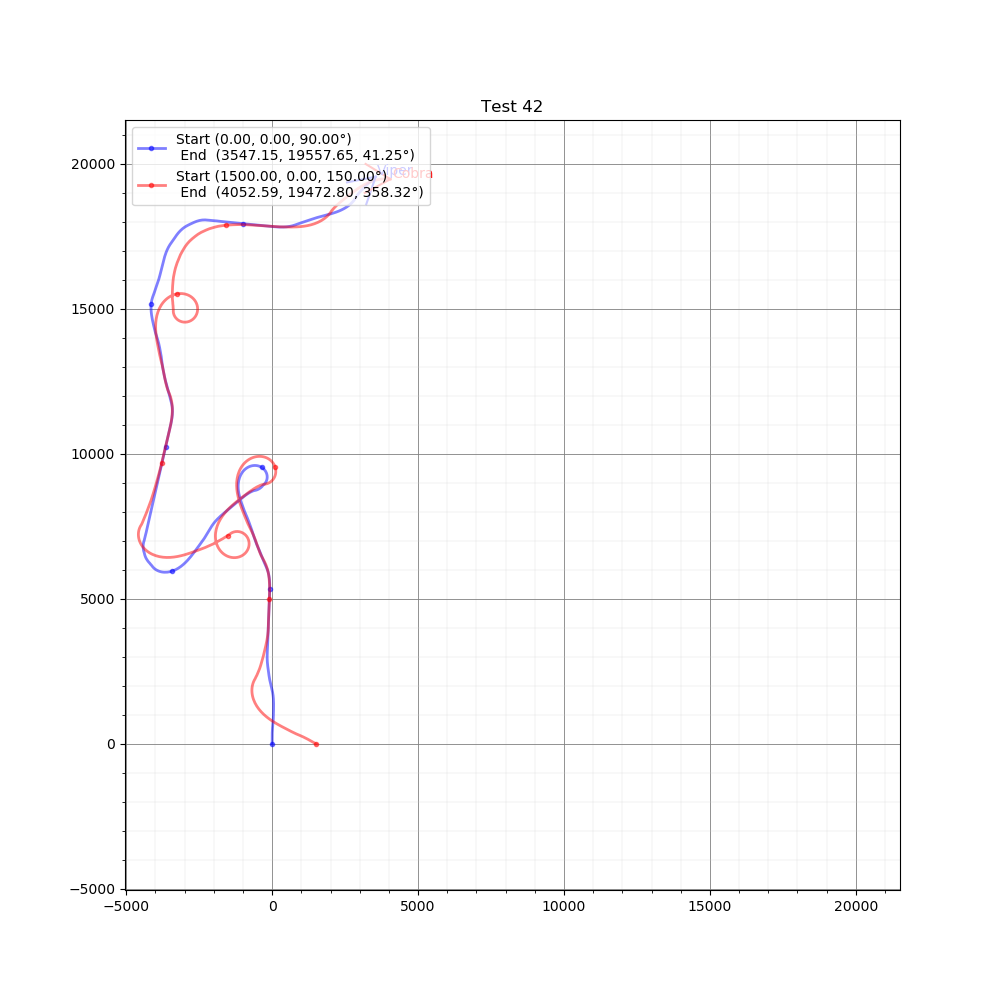 Test 42
Start (0.00, 0.00, 90.00°)
End (3547.15, 19557.65, 41.25°)
Start (1500.00, 0.00, 150.00°)
End (4052.59, 19472.80, 358.32°)
Viper
Cobra
20000
15000
10000
5000
0
−5000
−5000 0 5000 10000 15000 20000